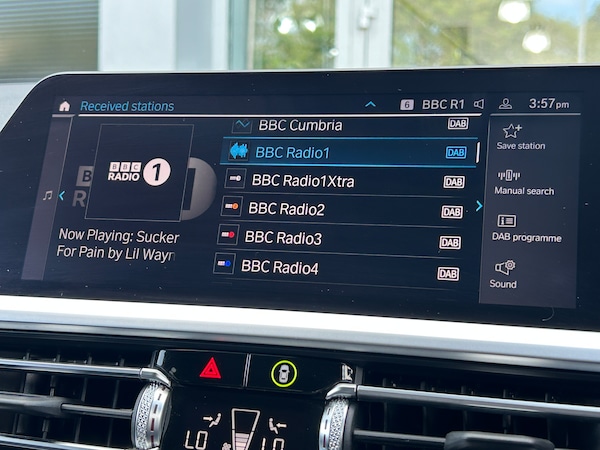 Received stations
6 BBC R1
3:57pm
BBC Cumbria DAB
BBC Radio1 DAB
BBC Radio1Xtra DAB
BBC Radio2 DAB
BBC Radio3 DAB
BBC Radio4 DAB
BBC
RADIO 1
Now Playing: Sucker
For Pain by Lil Wayn
Save station
Manual search
DAB programme
Sound
LO
LO